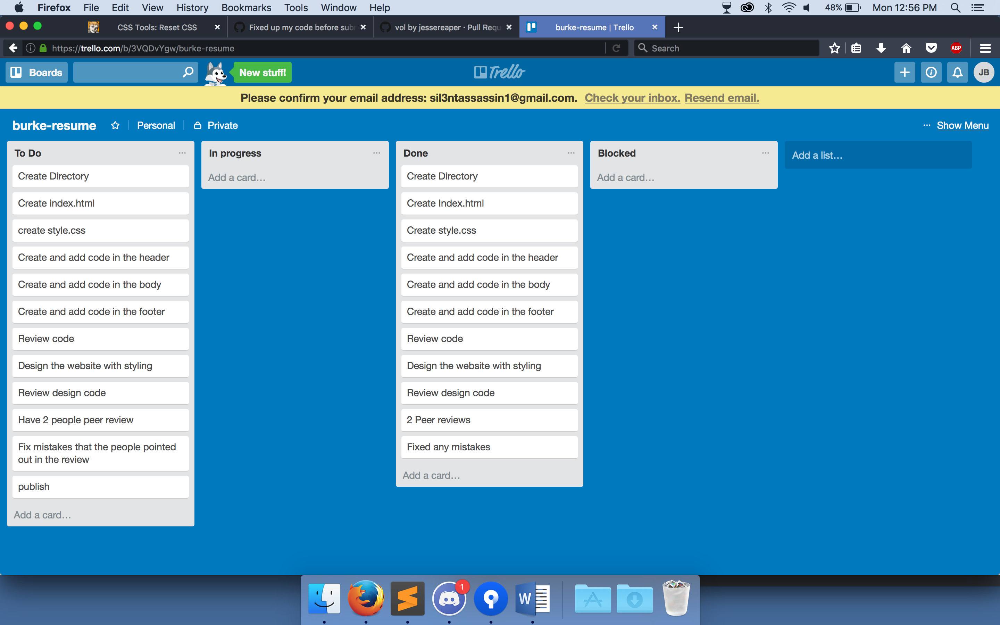 Firefox File Edit View History Bookmarks Tools Window Help 48% Mon 12:56 PM
CSS Tools: Reset CSS Fixed up my code before sub vol by jessereaper · Pull Requ burke-resume | Trello
https://trello.com/b/3VQDvYgw/burke-resume Search ABP
Boards New stuff! Trello JB
Please confirm your email address: sil3ntassassin1@gmail.com. Check your inbox. Resend email.
burke-resume Personal Private ... Show Menu
To Do
Create Directory
Create index.html
create style.css
Create and add code in the header
Create and add code in the body
Create and add code in the footer
Review code
Design the website with styling
Review design code
Have 2 people peer review
Fix mistakes that the people pointed
out in the review
publish
Add a card…
In progress
Add a card…
Done
Create Directory
Create Index.html
Create style.css
Create and add code in the header
Create and add code in the body
Create and add code in the footer
Review code
Design the website with styling
Review design code
2 Peer reviews
Fixed any mistakes
Add a card…
Blocked
Add a card…
Add a list…
1
W